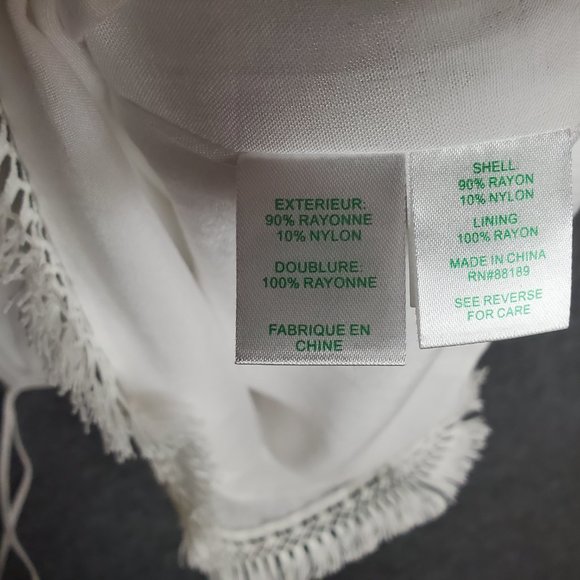 EXTERIEUR:
90% RAYONNE
10% NYLON
DOUBLURE:
100% RAYONNE
FABRIQUE EN
CHINE
SHELL:
90% RAYON
10% NYLON
LINING:
100% RAYON
MADE IN CHINA
RN#88189
SEE REVERSE
FOR CARE